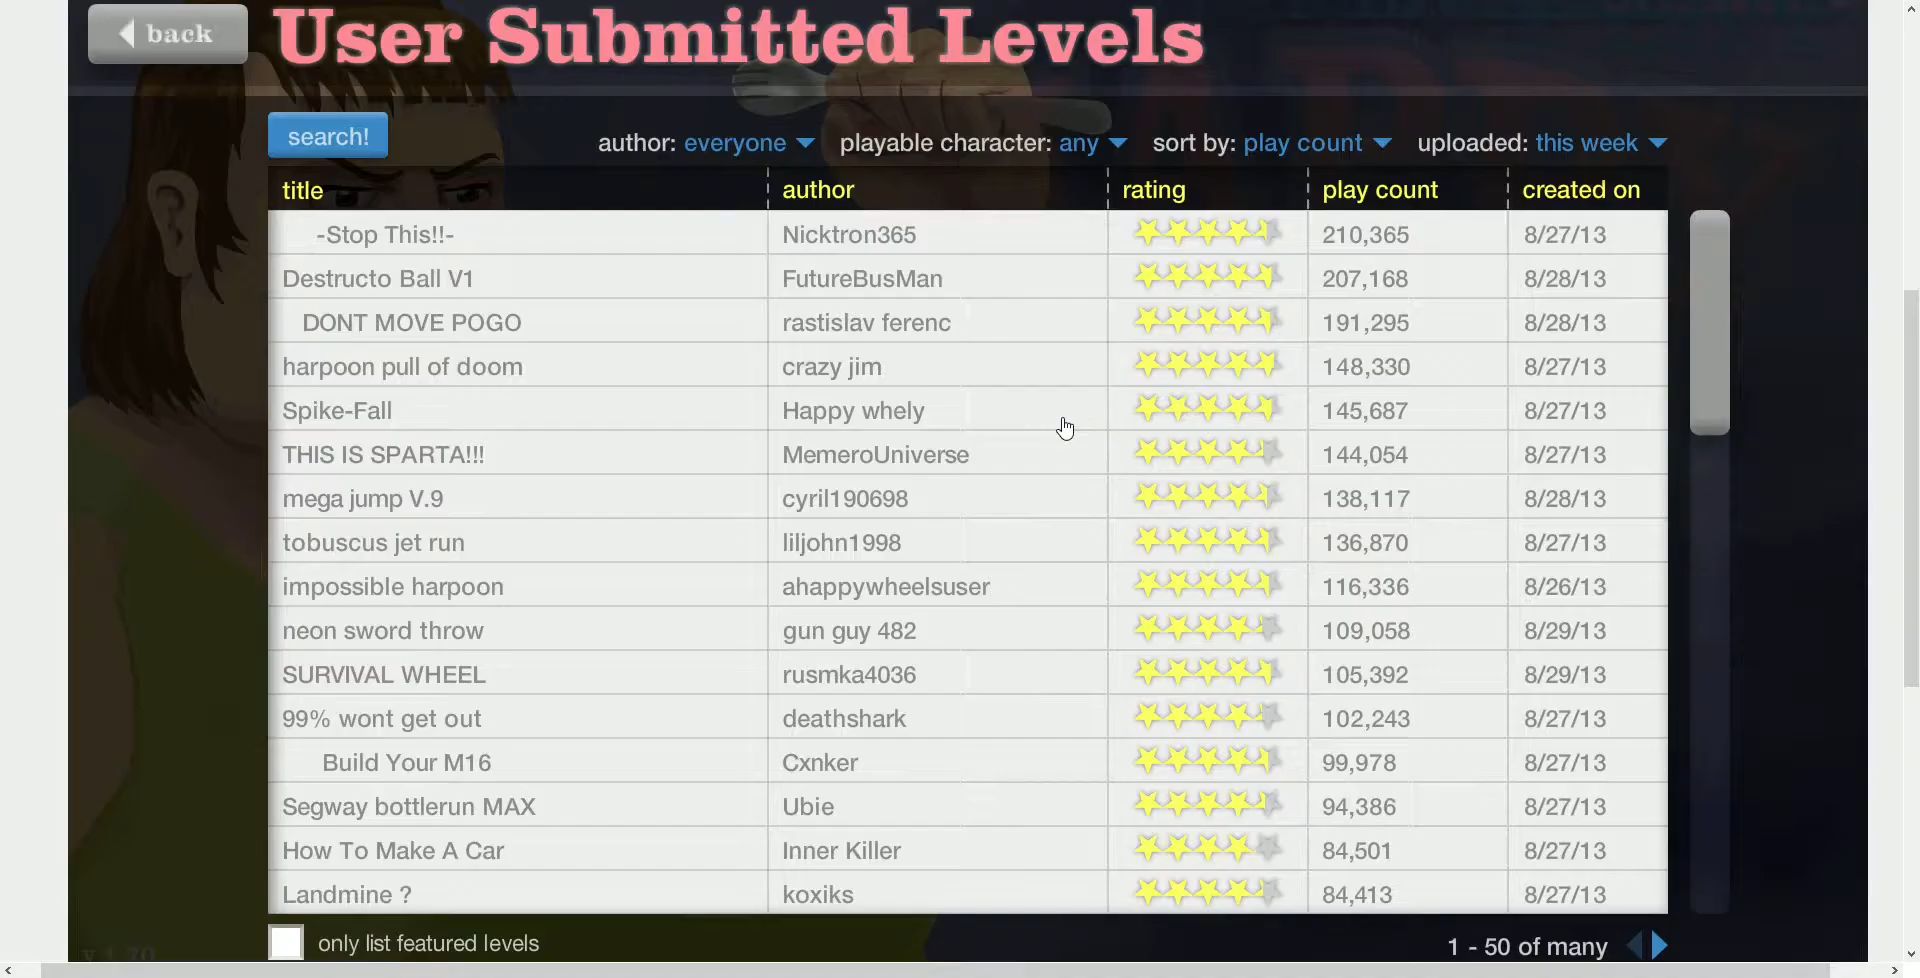 back
User Submitted Levels
search!
author: everyone playable character: any sort by: play count uploaded: this week
title author rating play count created on
-Stop This!!- Nicktron365 210,365 8/27/13
Destructo Ball V1 FutureBusMan 207,168 8/28/13
DONT MOVE POGO rastislav ferenc 191,295 8/28/13
harpoon pull of doom crazy jim 148,330 8/27/13
Spike-Fall Happy whely 145,687 8/27/13
THIS IS SPARTA!!! MemeroUniverse 144,054 8/27/13
mega jump V.9 cyril190698 138,117 8/28/13
tobuscus jet run liljohn1998 136,870 8/27/13
impossible harpoon ahappywheelsuser 116,336 8/26/13
neon sword throw gun guy 482 109,058 8/29/13
SURVIVAL WHEEL rusmka4036 105,392 8/29/13
99% wont get out deathshark 102,243 8/27/13
Build Your M16 Cxnker 99,978 8/27/13
Segway bottlerun MAX Ubie 94,386 8/27/13
How To Make A Car Inner Killer 84,501 8/27/13
Landmine ? koxiks 84,413 8/27/13
only list featured levels 1 - 50 of many